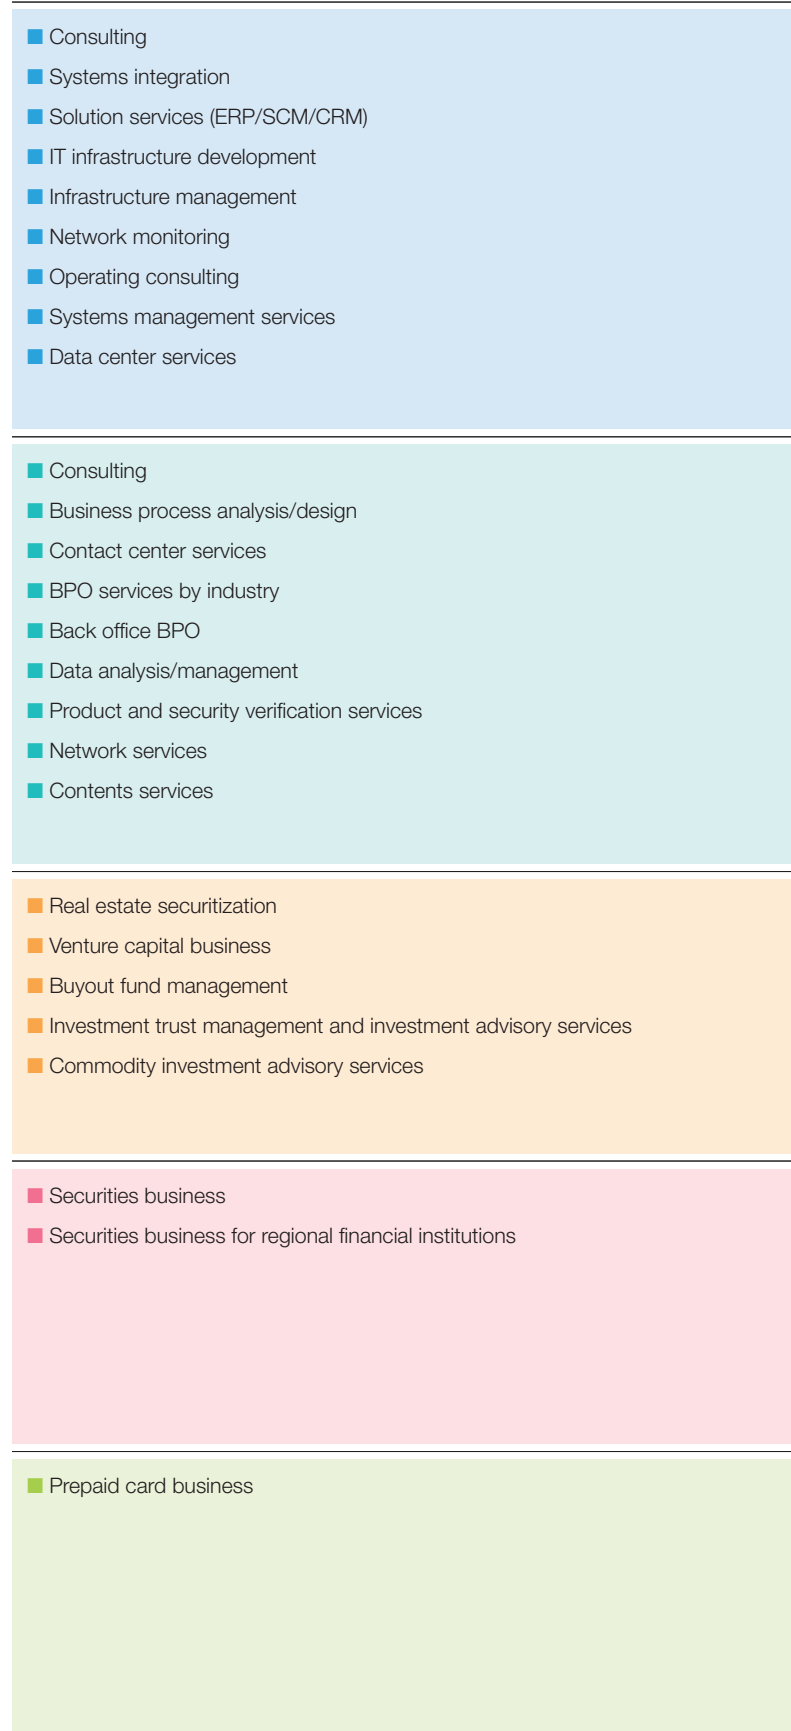 Consulting
Systems integration
Solution services (ERP/SCM/CRM)
IT infrastructure development
Infrastructure management
Network monitoring
Operating consulting
Systems management services
Data center services
Consulting
Business process analysis/design
Contact center services
BPO services by industry
Back office BPO
Data analysis/management
Product and security verification services
Network services
Contents services
Real estate securitization
Venture capital business
Buyout fund management
Investment trust management and investment advisory services
Commodity investment advisory services
Securities business
Securities business for regional financial institutions
Prepaid card business